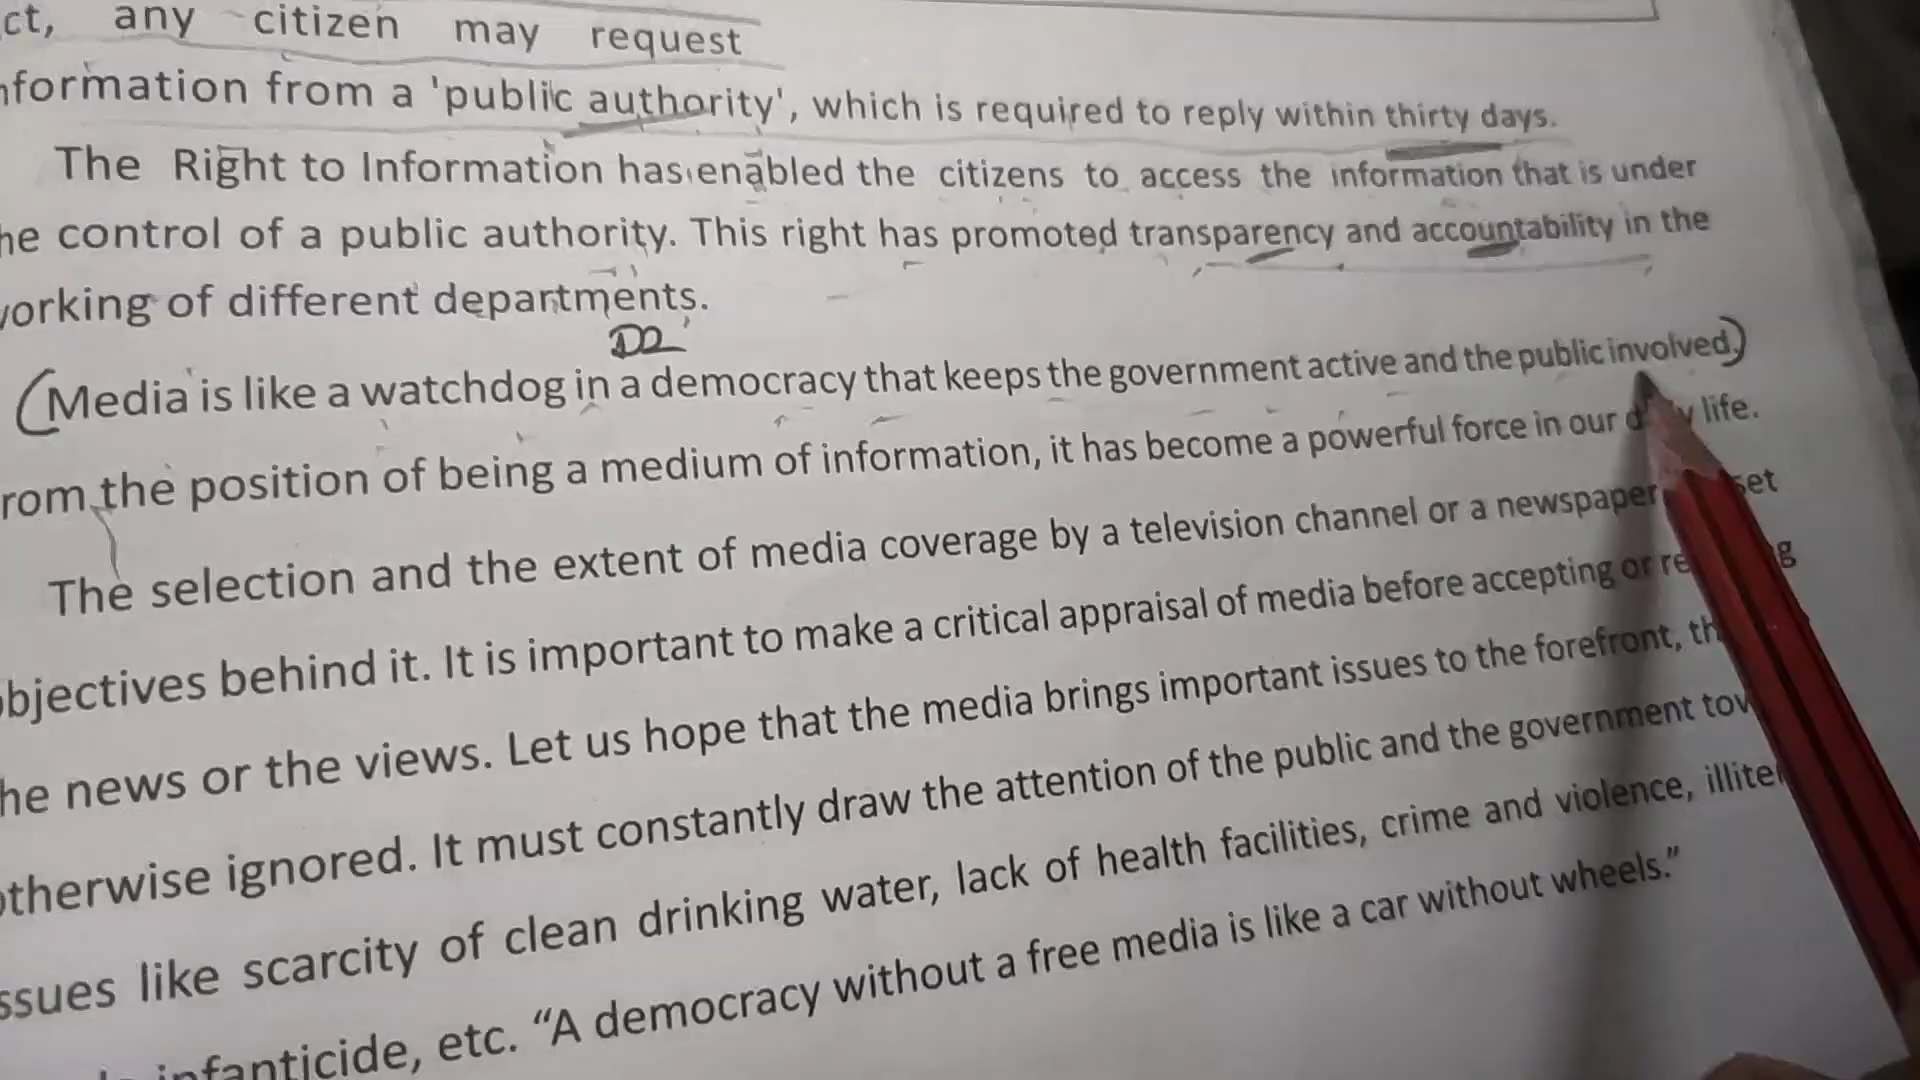 ct, any citizen may request
nformation from a 'public authority', which is required to reply within thirty days.
The Right to Information has enabled the citizens to access the information that is under
he control of a public authority. This right has promoted transparency and accountability in the
orking of different departments.
D2
(Media is like a watchdog in a democracy that keeps the government active and the public involved.)
rom the position of being a medium of information, it has become a powerful force in our life.
The selection and the extent of media coverage by a television channel or a newspaper set
bjectives behind it. It is important to make a critical appraisal of media before accepting or
he news or the views. Let us hope that the media brings important issues to the forefront,
otherwise ignored. It must constantly draw the attention of the public and the government
ssues like scarcity of clean drinking water, lack of health facilities, crime and violence,
infanticide, etc. “A democracy without a free media is like a car without wheels.”